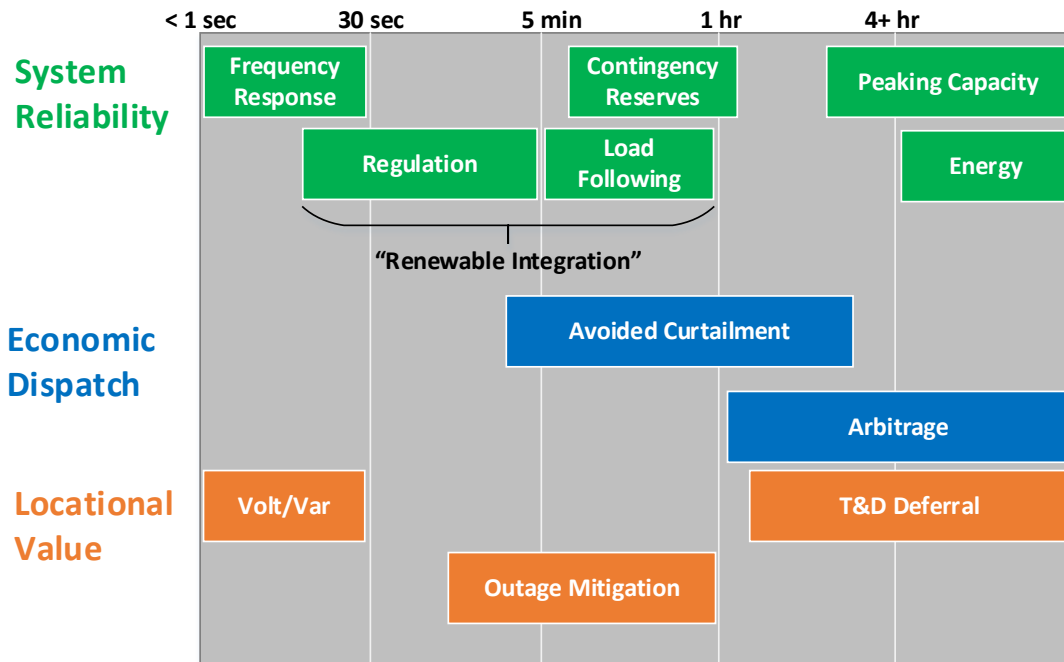 < 1 sec 30 sec 5 min 1 hr 4+ hr
System
Reliability
Frequency
Response
Contingency
Reserves
Peaking Capacity
Regulation
Load
Following
Energy
“Renewable Integration”
Economic
Dispatch
Avoided Curtailment
Arbitrage
Locational
Value
Volt/Var
T&D Deferral
Outage Mitigation